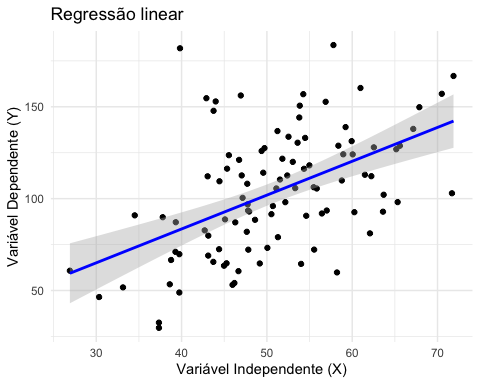 Regressão linear
Variável Dependente (Y)
150
100
50
30
40
50
60
70
Variável Independente (X)